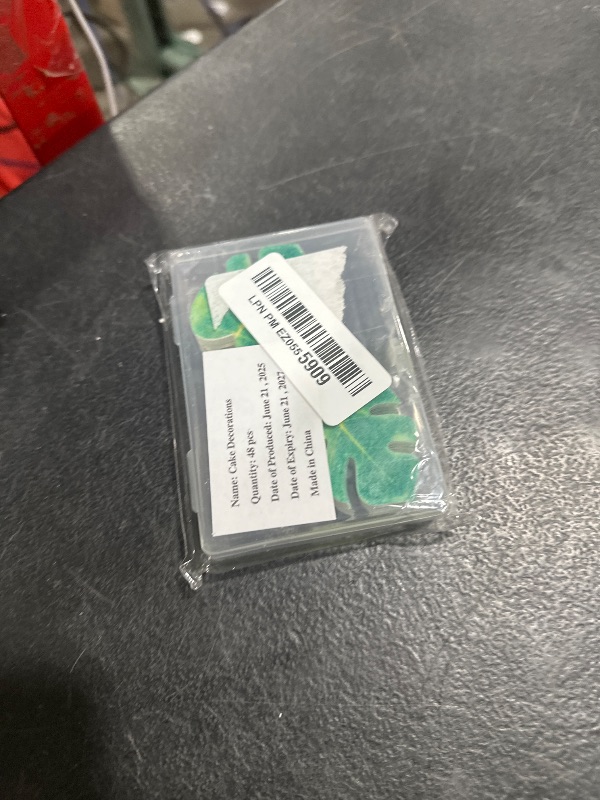 LPN PM EZ055 5909
Name: Cake Decorations
Quantity: 48 pcs
Date of Produced: June 21 , 2025
Date of Expiry: June 21 , 2027
Made in China